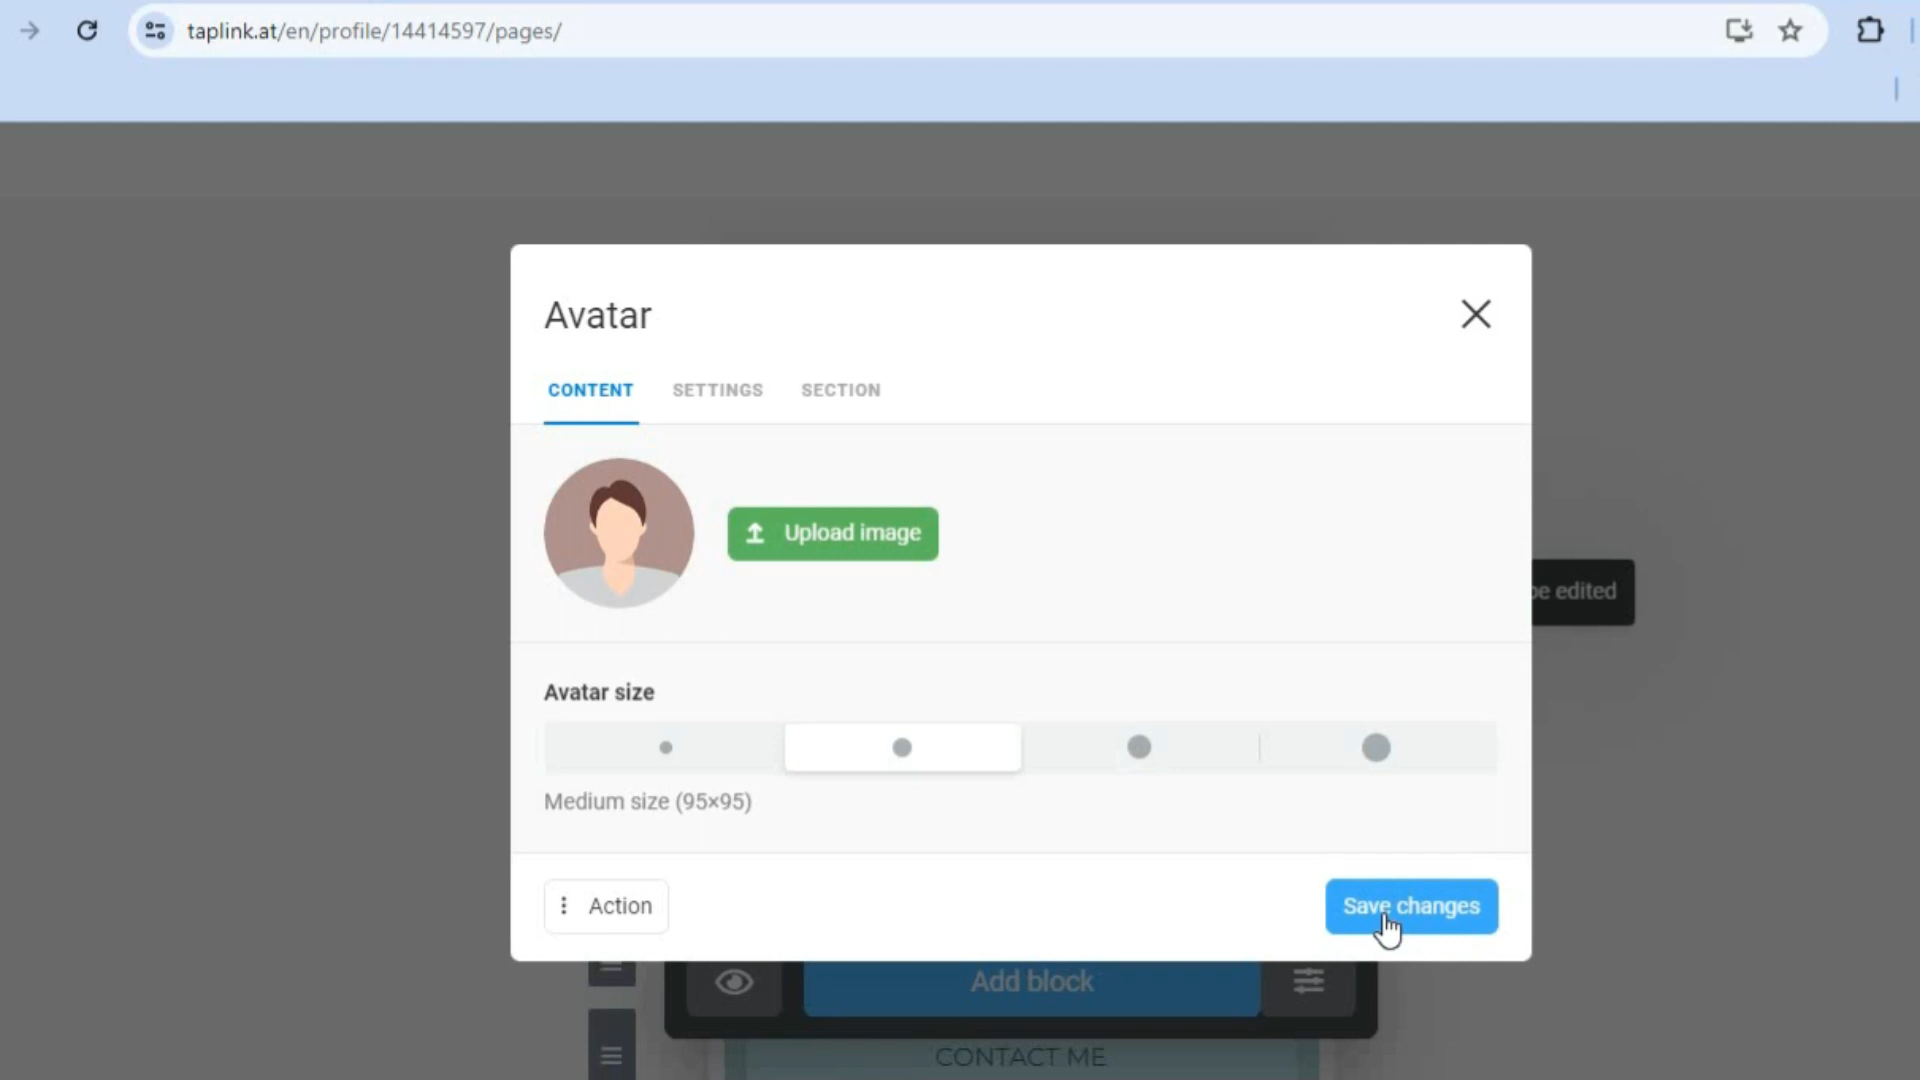 taplink.at/en/profile/14414597/pages/
Avatar
CONTENT SETTINGS SECTION
Upload image
be edited
Avatar size
Medium size (95×95)
Action
Save changes
Add block
CONTACT ME